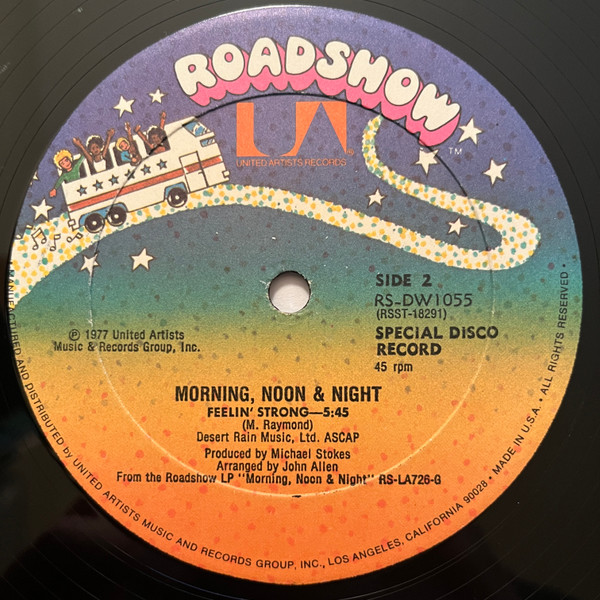 ROADSHOW
TM
UA
UNITED ARTISTS RECORDS
SIDE 2
RS-DW1055
(RSST-18291)
℗ 1977 United Artists
Music & Records Group, Inc.
SPECIAL DISCO
RECORD
45 rpm
MORNING, NOON & NIGHT
FEELIN' STRONG—5:45
(M. Raymond)
Desert Rain Music, Ltd. ASCAP
Produced by Michael Stokes
Arranged by John Allen
From the Roadshow LP "Morning, Noon & Night" RS-LA726-G
• MANUFACTURED AND DISTRIBUTED by UNITED ARTISTS MUSIC AND RECORDS GROUP, INC., LOS ANGELES, CALIFORNIA 90028 • MADE IN U.S.A. • ALL RIGHTS RESERVED •